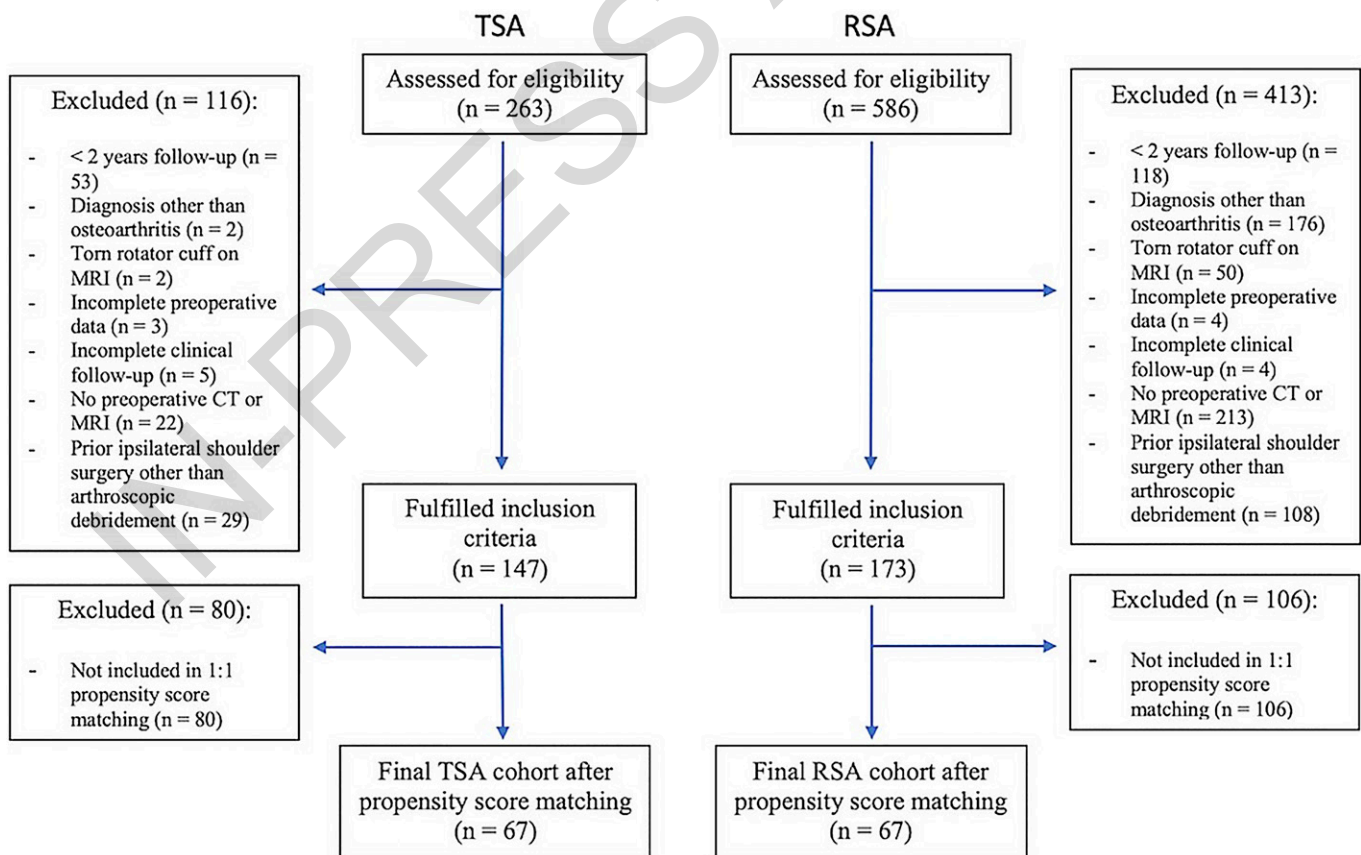 TSA
RSA
Assessed for eligibility
(n = 263)
Assessed for eligibility
(n = 586)
Excluded (n = 116):
- < 2 years follow-up (n =
53)
- Diagnosis other than
osteoarthritis (n = 2)
- Torn rotator cuff on
MRI (n = 2)
- Incomplete preoperative
data (n = 3)
- Incomplete clinical
follow-up (n = 5)
- No preoperative CT or
MRI (n = 22)
- Prior ipsilateral shoulder
surgery other than
arthroscopic
debridement (n = 29)
Excluded (n = 413):
- < 2 years follow-up (n =
118)
- Diagnosis other than
osteoarthritis (n = 176)
- Torn rotator cuff on
MRI (n = 50)
- Incomplete preoperative
data (n = 4)
- Incomplete clinical
follow-up (n = 4)
- No preoperative CT or
MRI (n = 213)
- Prior ipsilateral shoulder
surgery other than
arthroscopic
debridement (n = 108)
Fulfilled inclusion
criteria
(n = 147)
Fulfilled inclusion
criteria
(n = 173)
Excluded (n = 80):
- Not included in 1:1
propensity score
matching (n = 80)
Excluded (n = 106):
- Not included in 1:1
propensity score
matching (n = 106)
Final TSA cohort after
propensity score matching
(n = 67)
Final RSA cohort after
propensity score matching
(n = 67)
IN-PRESS